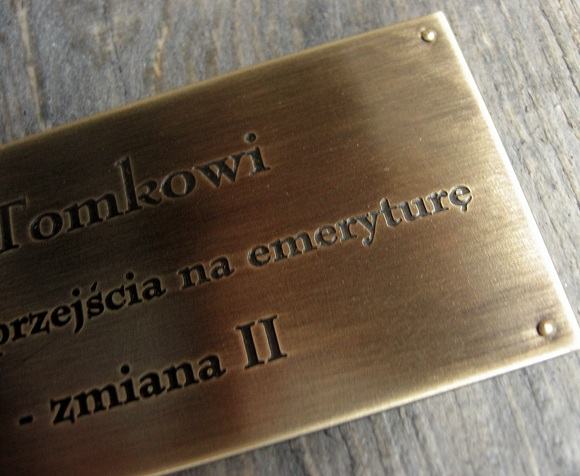 Tomkowi
przejścia na emeryturę
- zmiana II